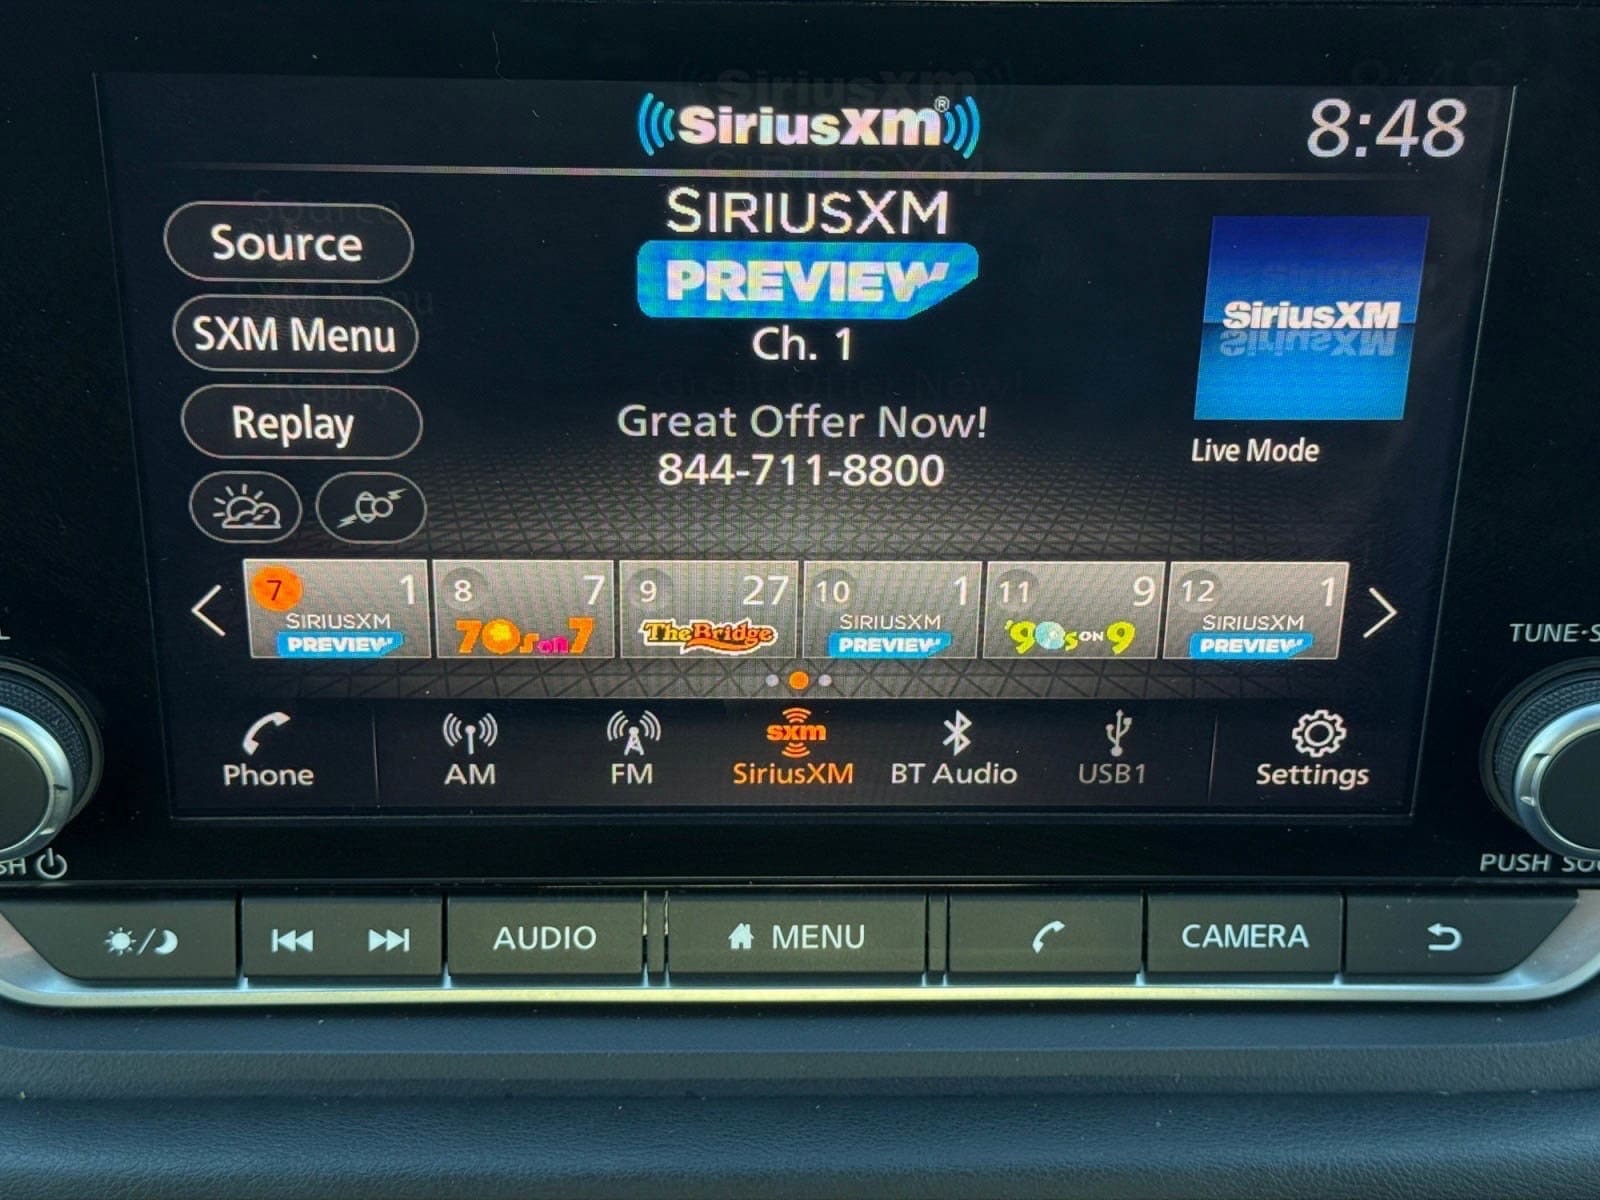 SiriusXM®
8:48
Source
SIRIUSXM
PREVIEW
SXM Menu
SiriusXM
Ch. 1
Replay
Great Offer Now!
Live Mode
844-711-8800
7 1
SIRIUSXM
PREVIEW
8 7
70s on 7
9 27
The Bridge
10 1
SIRIUSXM
PREVIEW
11 9
'90s ON 9
12 1
SIRIUSXM
PREVIEW
TUNE·S
sxm
Phone
AM
FM
SiriusXM
BT Audio
USB1
Settings
SH
PUSH SOU
AUDIO
MENU
CAMERA